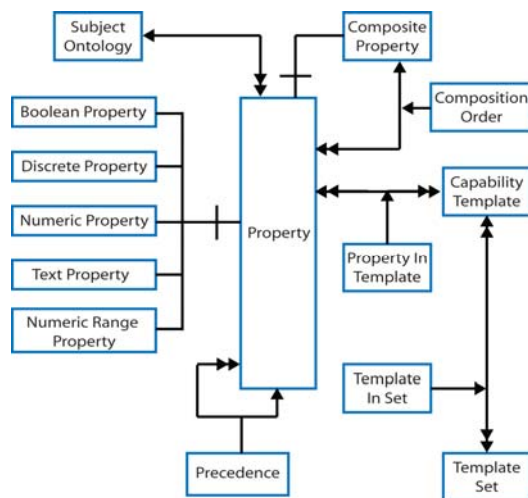 Subject
Ontology
Composite
Property
Boolean Property
Composition
Order
Discrete Property
Capability
Template
Numeric Property
Property
Property In
Template
Text Property
Numeric Range
Property
Template
In Set
Precedence
Template
Set